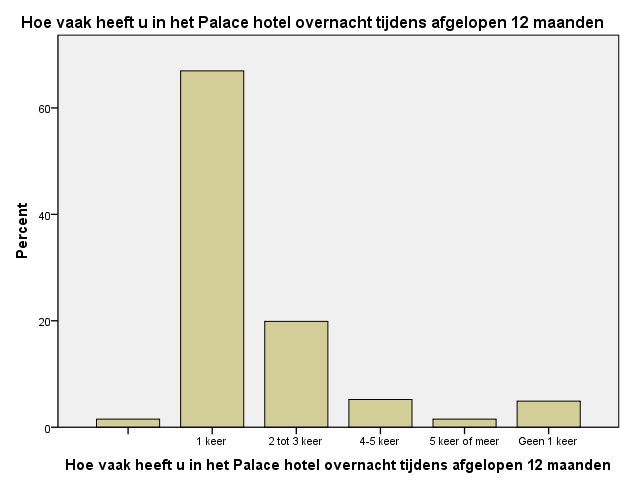 Hoe vaak heeft u in het Palace hotel overnacht tijdens afgelopen 12 maanden
Percent
60
40
20
0
1 keer
2 tot 3 keer
4-5 keer
5 keer of meer
Geen 1 keer
Hoe vaak heeft u in het Palace hotel overnacht tijdens afgelopen 12 maanden